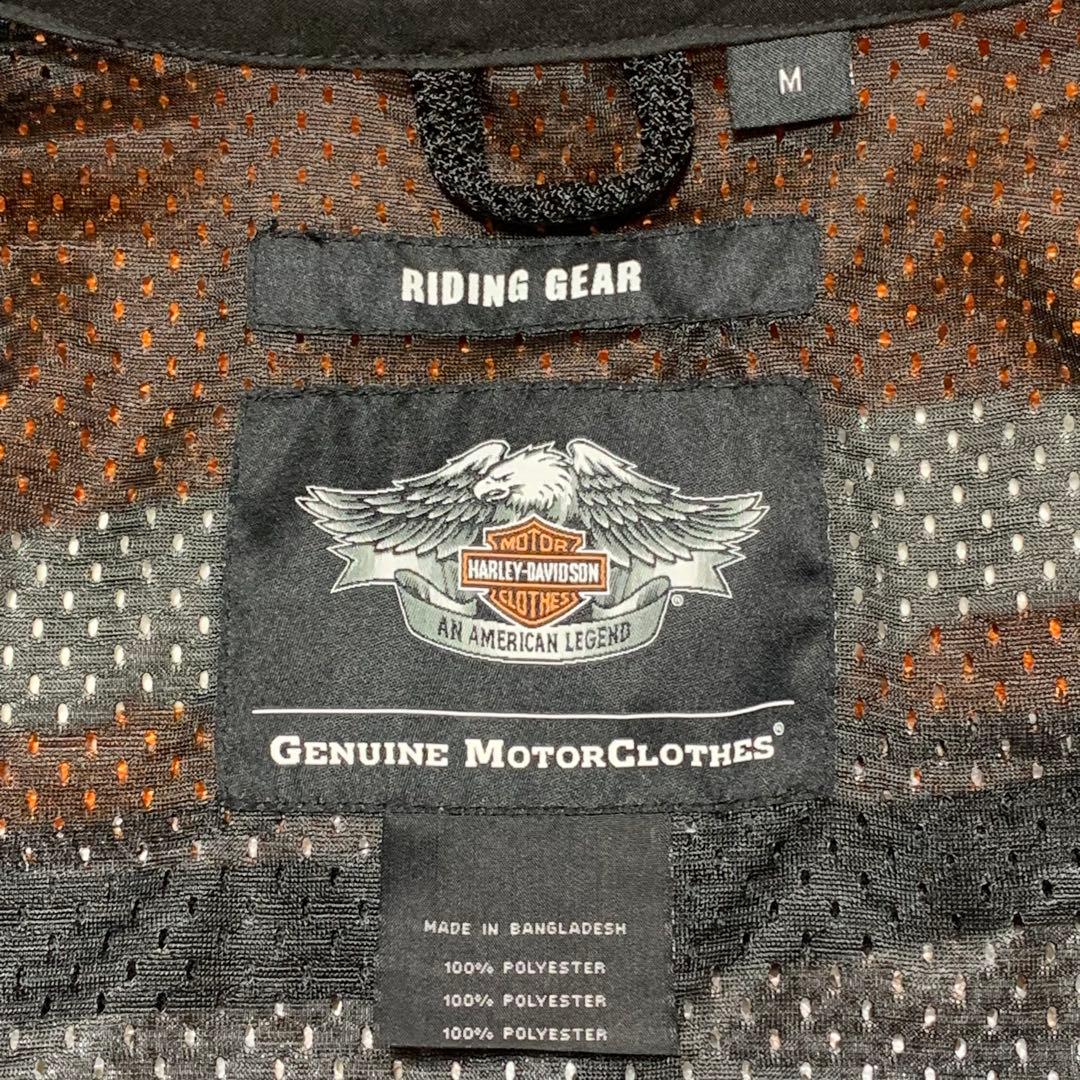 M
RIDING GEAR
MOTOR
HARLEY-DAVIDSON
CLOTHES
®
AN AMERICAN LEGEND
GENUINE MOTORCLOTHES®
MADE IN BANGLADESH
100% POLYESTER
100% POLYESTER
100% POLYESTER